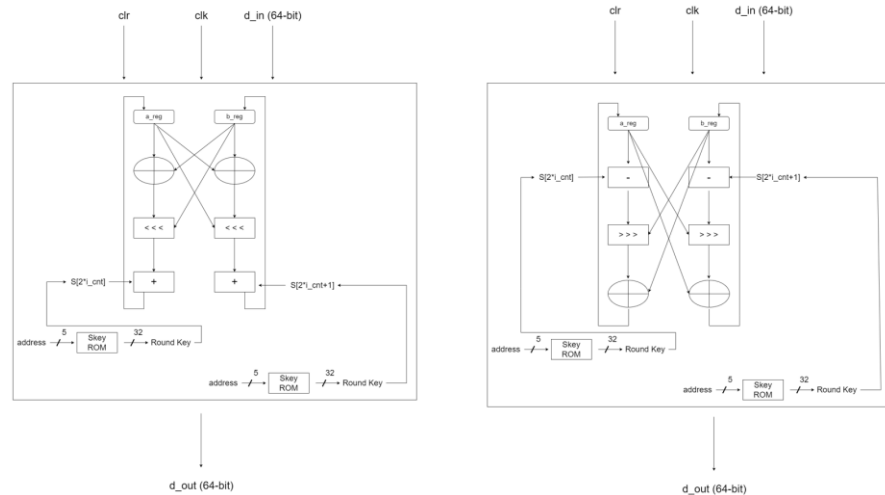 clr clk d_in (64-bit)
a_reg b_reg
< < < < < <
S[2*i_cnt] + + S[2*i_cnt+1]
5 32
address Skey ROM Round Key
5 32
address Skey ROM Round Key
d_out (64-bit)
clr clk d_in (64-bit)
a_reg b_reg
S[2*i_cnt] - - S[2*i_cnt+1]
> > > > > >
5 32
address Skey ROM Round Key
5 32
address Skey ROM Round Key
d_out (64-bit)